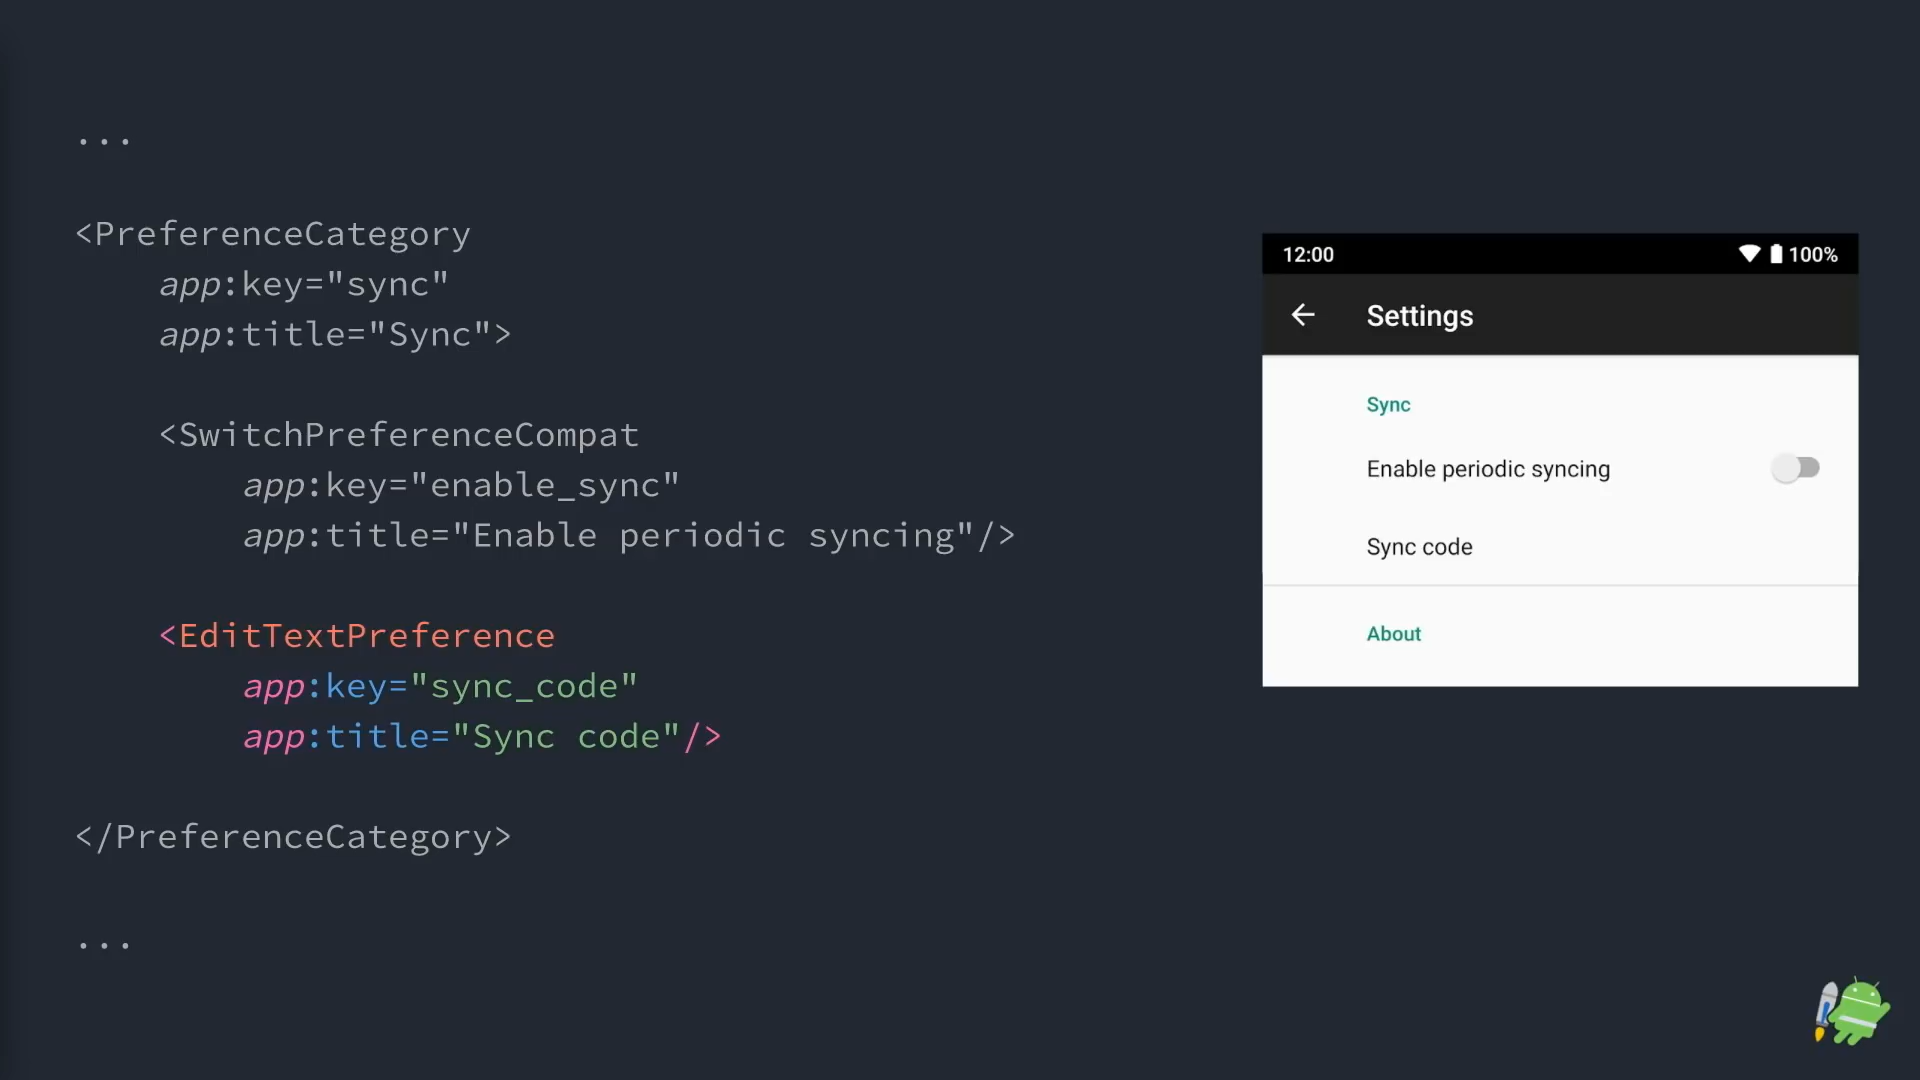 ...
<PreferenceCategory
app:key="sync"
app:title="Sync">
<SwitchPreferenceCompat
app:key="enable_sync"
app:title="Enable periodic syncing"/>
<EditTextPreference
app:key="sync_code"
app:title="Sync code"/>
</PreferenceCategory>
...
12:00 100%
Settings
Sync
Enable periodic syncing
Sync code
About